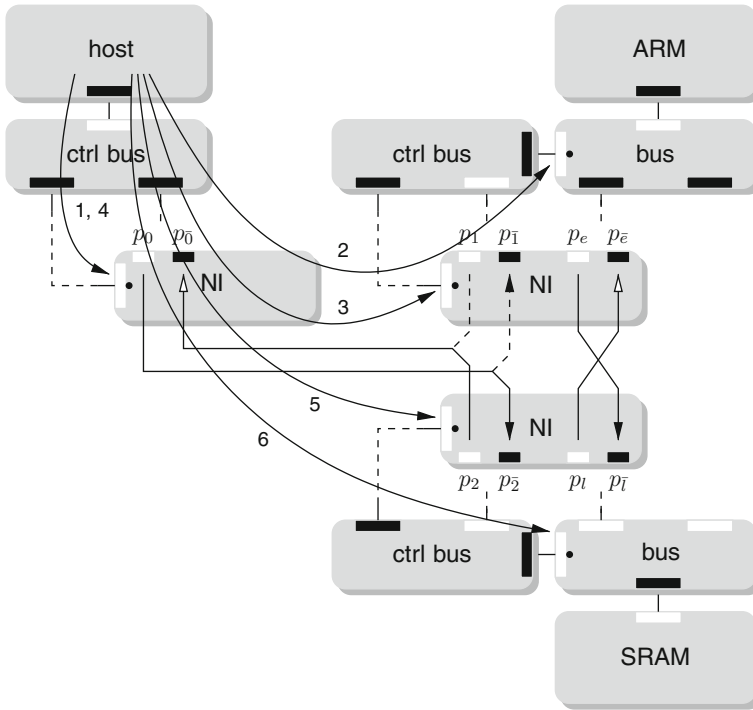 host
ARM
ctrl bus
ctrl bus
bus
1, 4
2
p₀ p₀̄
p₁ p₁̄ pₑ pₑ̄
NI
NI
3
5
NI
6
p₂ p₂̄ pₗ pₗ̄
ctrl bus
bus
SRAM